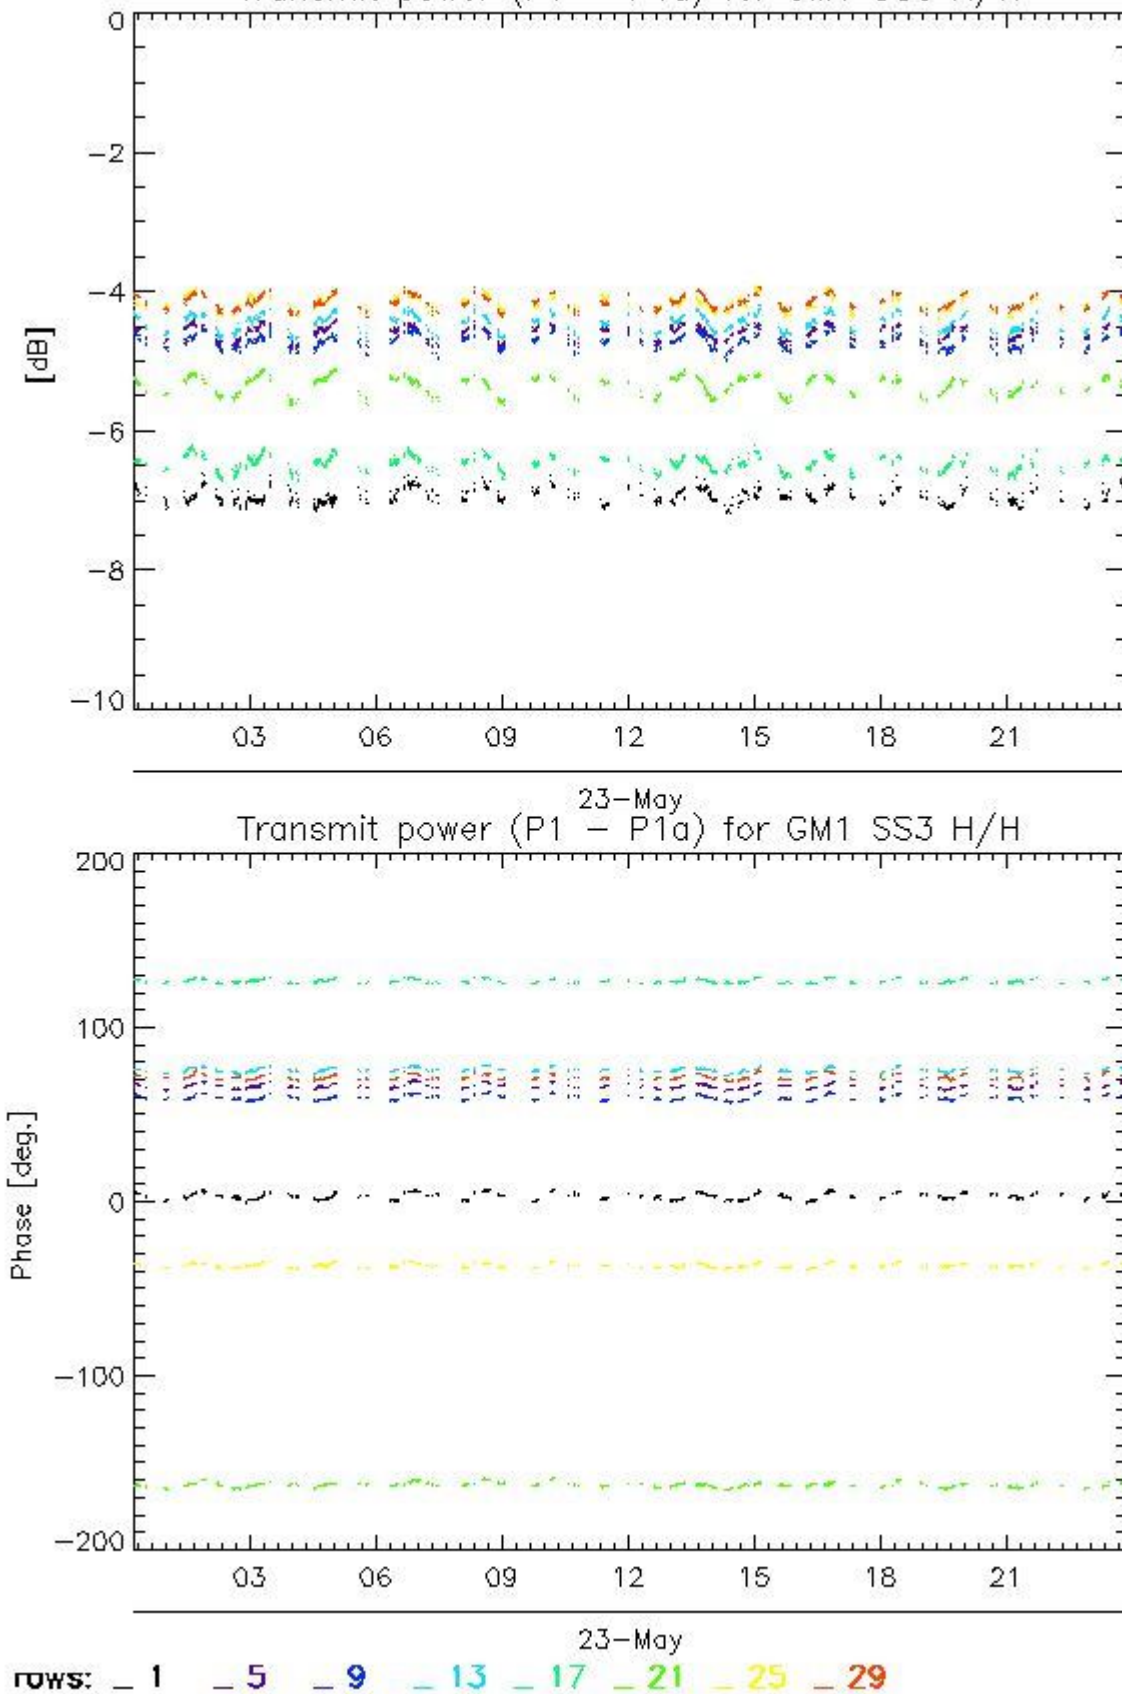 0
-2
-4
[dB]
-6
-8
-10
03 06 09 12 15 18 21
23-May
Transmit power (P1 - P1a) for GM1 SS3 H/H
200
100
Phase [deg.]
0
-100
-200
03 06 09 12 15 18 21
23-May
rows: _ 1 _ 5 _ 9 _ 13 _ 17 _ 21 _ 25 _ 29